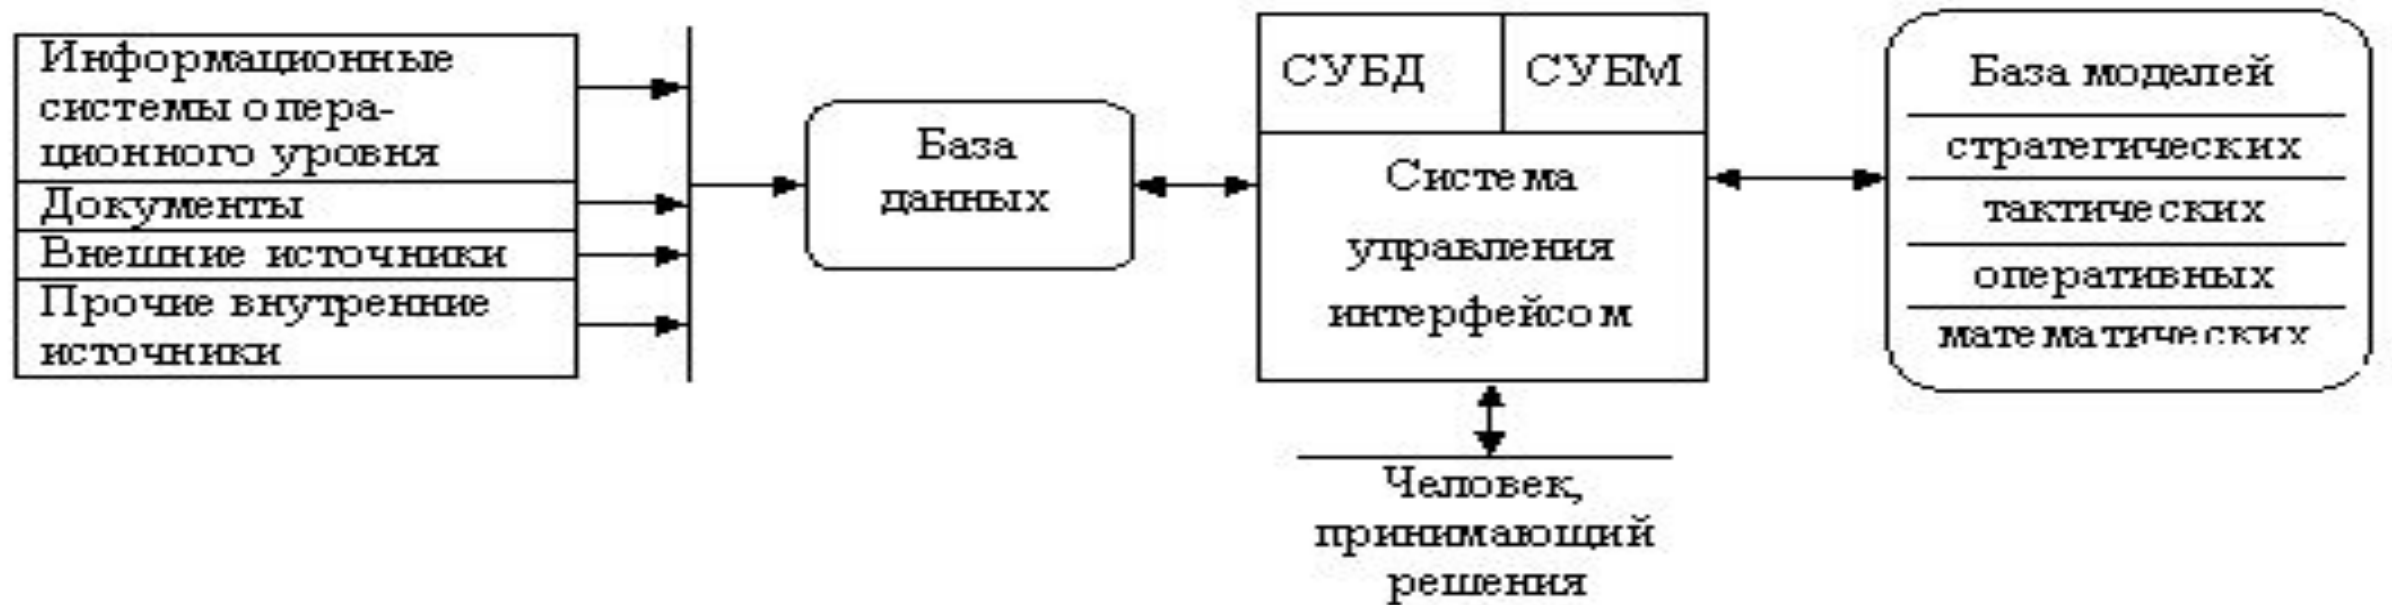 Информационные
системы опера-
ционного уровня
Документы
Внешние источники
Прочие внутренние
источники
База
данных
СУБД
СУБМ
Система
управления
интерфейсом
Человек,
принимающий
решения
База моделей
стратегических
тактических
оперативных
математических